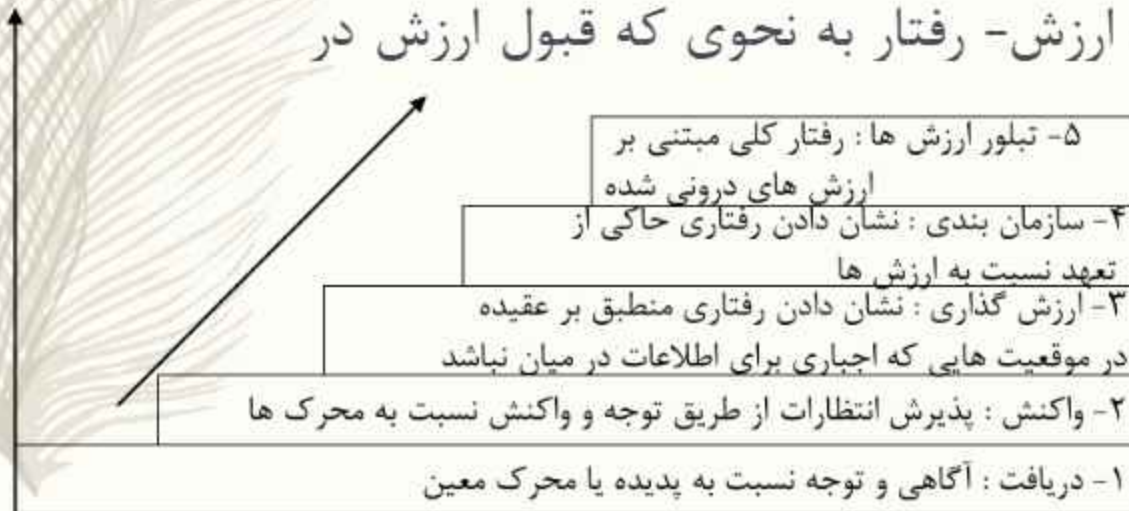 ارزش- رفتار به نحوی که قبول ارزش در
۵- تبلور ارزش ها : رفتار کلی مبتنی بر
ارزش های درونی شده
۴- سازمان بندی : نشان دادن رفتاری حاکی از
تعهد نسبت به ارزش ها
۳- ارزش گذاری : نشان دادن رفتاری منطبق بر عقیده
در موقعیت هایی که اجباری برای اطلاعات در میان نباشد
۲- واکنش : پذیرش انتظارات از طریق توجه و واکنش نسبت به محرک ها
۱- دریافت : آگاهی و توجه نسبت به پدیده یا محرک معین